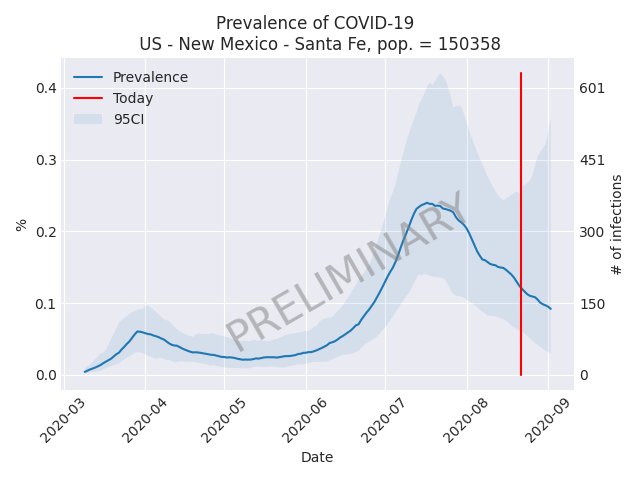 Prevalence of COVID-19
US - New Mexico - Santa Fe, pop. = 150358
Prevalence
Today
95CI
PRELIMINARY
%
0.4
0.3
0.2
0.1
0.0
601
451
300
150
0
# of infections
2020-03
2020-04
2020-05
2020-06
2020-07
2020-08
2020-09
Date